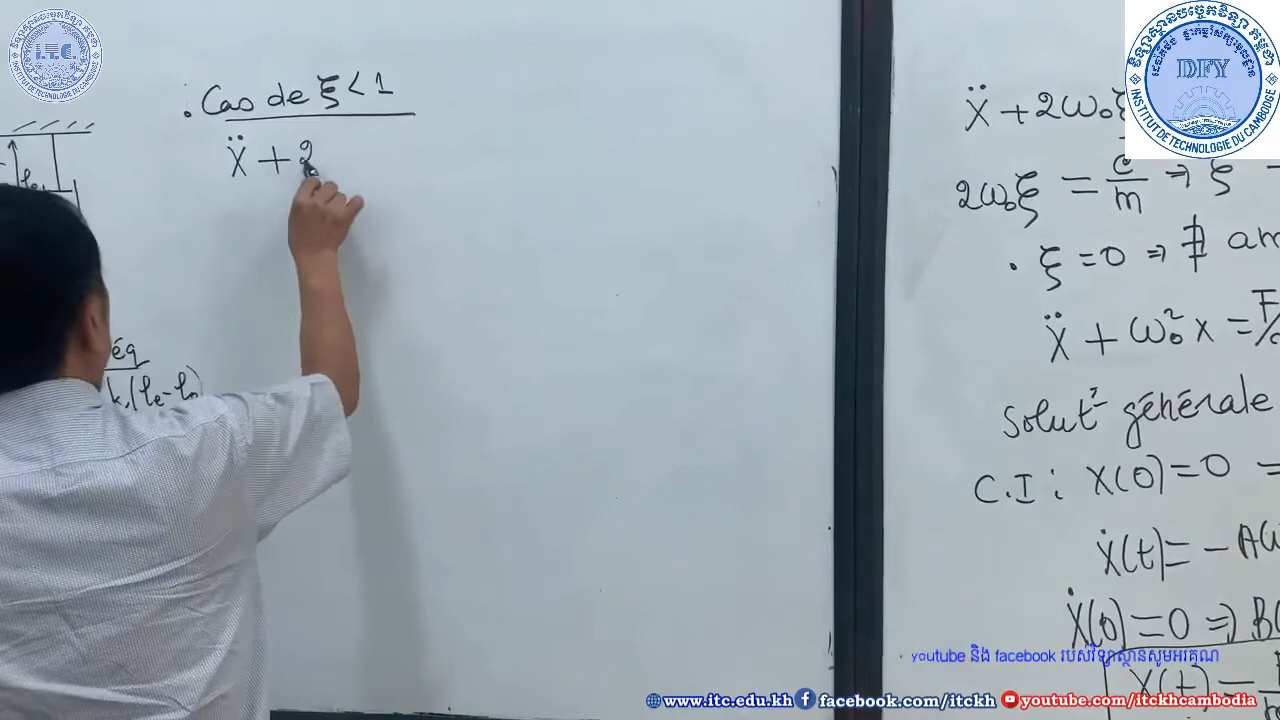 I.T.C.
. Cas de ξ < 1
Ẍ + 2
éq
k (le - l0)
Ẍ + 2ω₀ξ
2ω₀ξ = c/m ⇒ ξ
. ξ = 0 ⇒ ∄ am
Ẍ + ω₀² x = F/
Solut° générale
C.I : X(0) = 0 =
Ẋ(t) = - Aω
Ẋ(0) = 0 ⇒ B
X(t) =
DFY
INSTITUT DE TECHNOLOGIE DU CAMBODGE
youtube និង facebook របស់វិទ្យាស្ថានសូមអរគុណ
www.itc.edu.kh facebook.com/itckh youtube.com/itckhcambodia